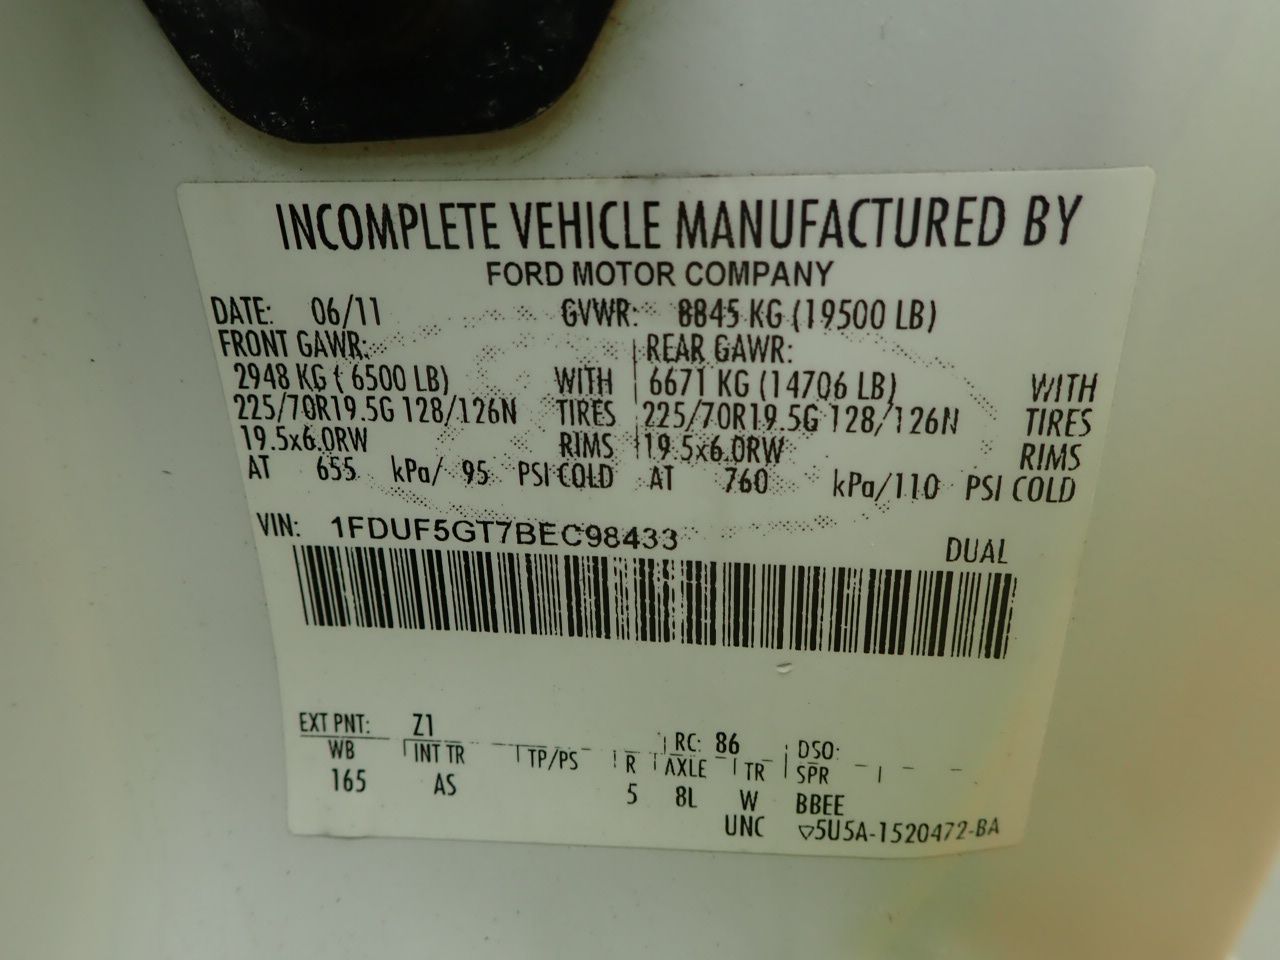 INCOMPLETE VEHICLE MANUFACTURED BY
FORD MOTOR COMPANY
DATE: 06/11 GVWR: 8845 KG (19500 LB)
FRONT GAWR: REAR GAWR:
2948 KG ( 6500 LB) WITH 6671 KG (14706 LB) WITH
225/70R19.5G 128/126N TIRES 225/70R19.5G 128/126N TIRES
19.5x6.0RW RIMS 19.5x6.0RW RIMS
AT 655 kPa/ 95 PSI COLD AT 760 kPa/110 PSI COLD
VIN: 1FDUF5GT7BEC98433
DUAL
EXT PNT: Z1 RC: 86 DSO:
WB INT TR TP/PS R AXLE TR SPR
165 AS 5 8L W BBEE
UNC ▽5U5A-1520472-BA